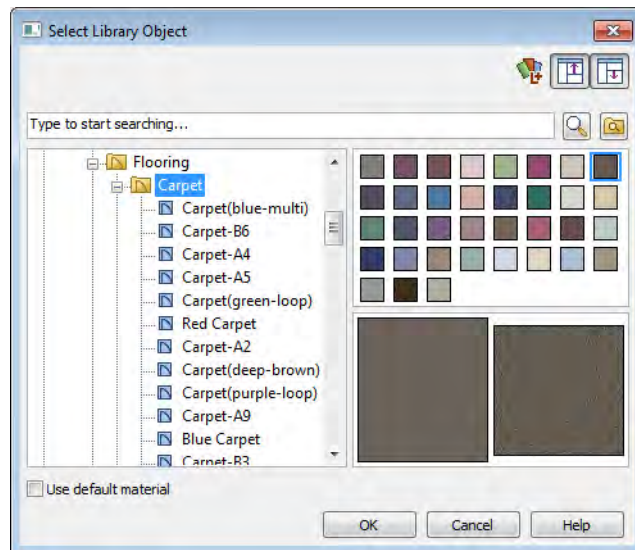 Select Library Object
Type to start searching...
Flooring
Carpet
Carpet(blue-multi)
Carpet-B6
Carpet-A4
Carpet-A5
Carpet(green-loop)
Red Carpet
Carpet-A2
Carpet(deep-brown)
Carpet(purple-loop)
Carpet-A9
Blue Carpet
Carpet-B3
Use default material
OK Cancel Help